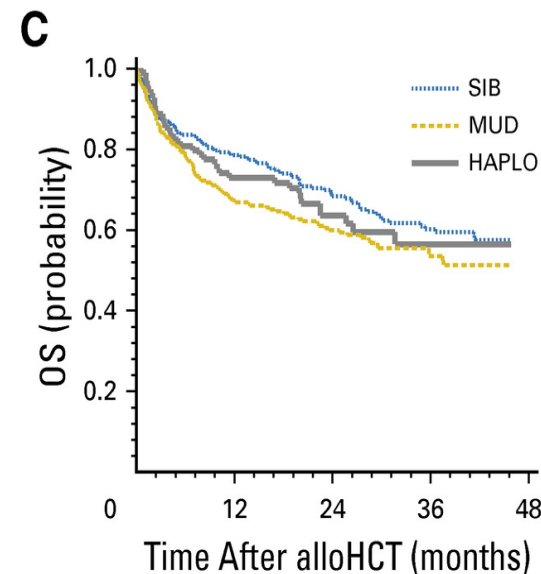 C
1.0
0.8
0.6
0.4
0.2
0
12
24
36
48
OS (probability)
Time After alloHCT (months)
SIB
MUD
HAPLO